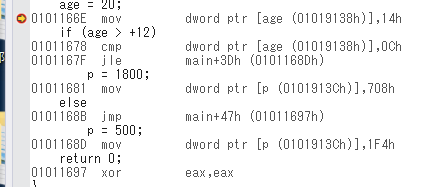 age = 20;
0101166E mov dword ptr [age (01019138h)],14h
if (age > +12)
01011678 cmp dword ptr [age (01019138h)],0Ch
0101167F jle main+3Dh (0101168Dh)
p = 1800;
01011681 mov dword ptr [p (0101913Ch)],708h
else
0101168B jmp main+47h (01011697h)
p = 500;
0101168D mov dword ptr [p (0101913Ch)],1F4h
return 0;
01011697 xor eax,eax
}